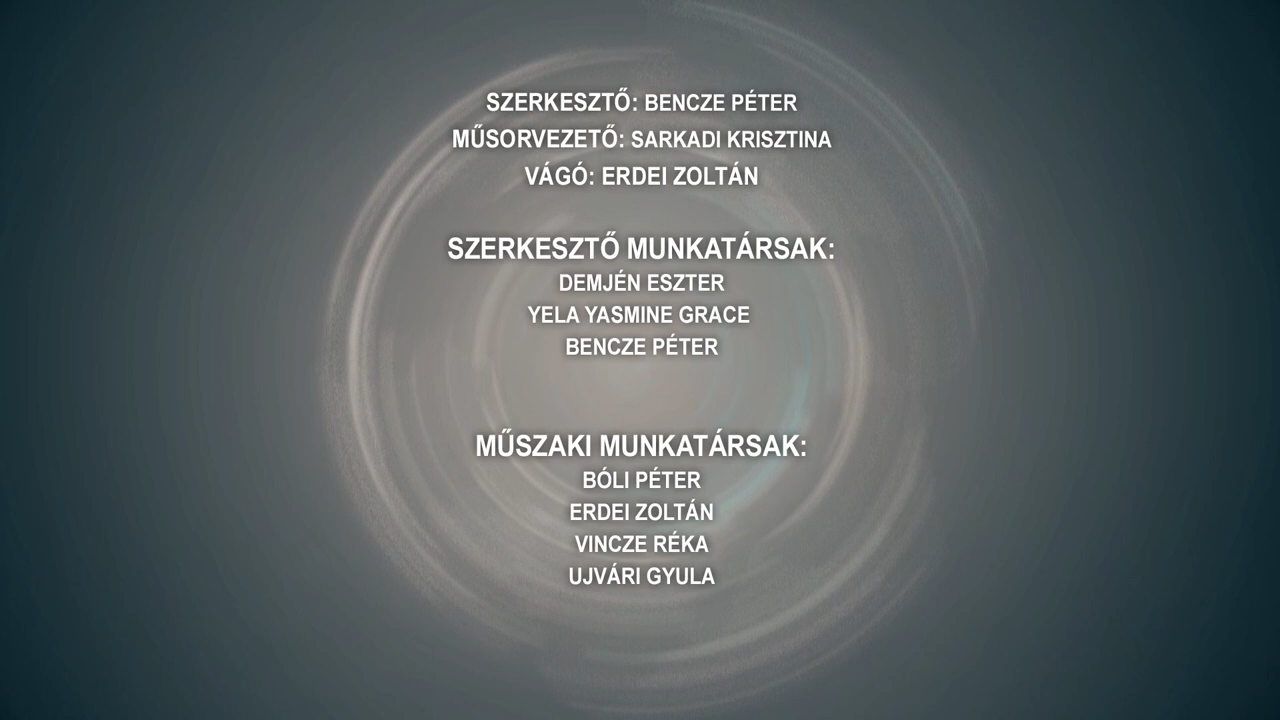 SZERKESZTŐ: BENCZE PÉTER
MŰSORVEZETŐ: SARKADI KRISZTINA
VÁGÓ: ERDEI ZOLTÁN
SZERKESZTŐ MUNKATÁRSAK:
DEMJÉN ESZTER
YELA YASMINE GRACE
BENCZE PÉTER
MŰSZAKI MUNKATÁRSAK:
BÓLI PÉTER
ERDEI ZOLTÁN
VINCZE RÉKA
UJVÁRI GYULA